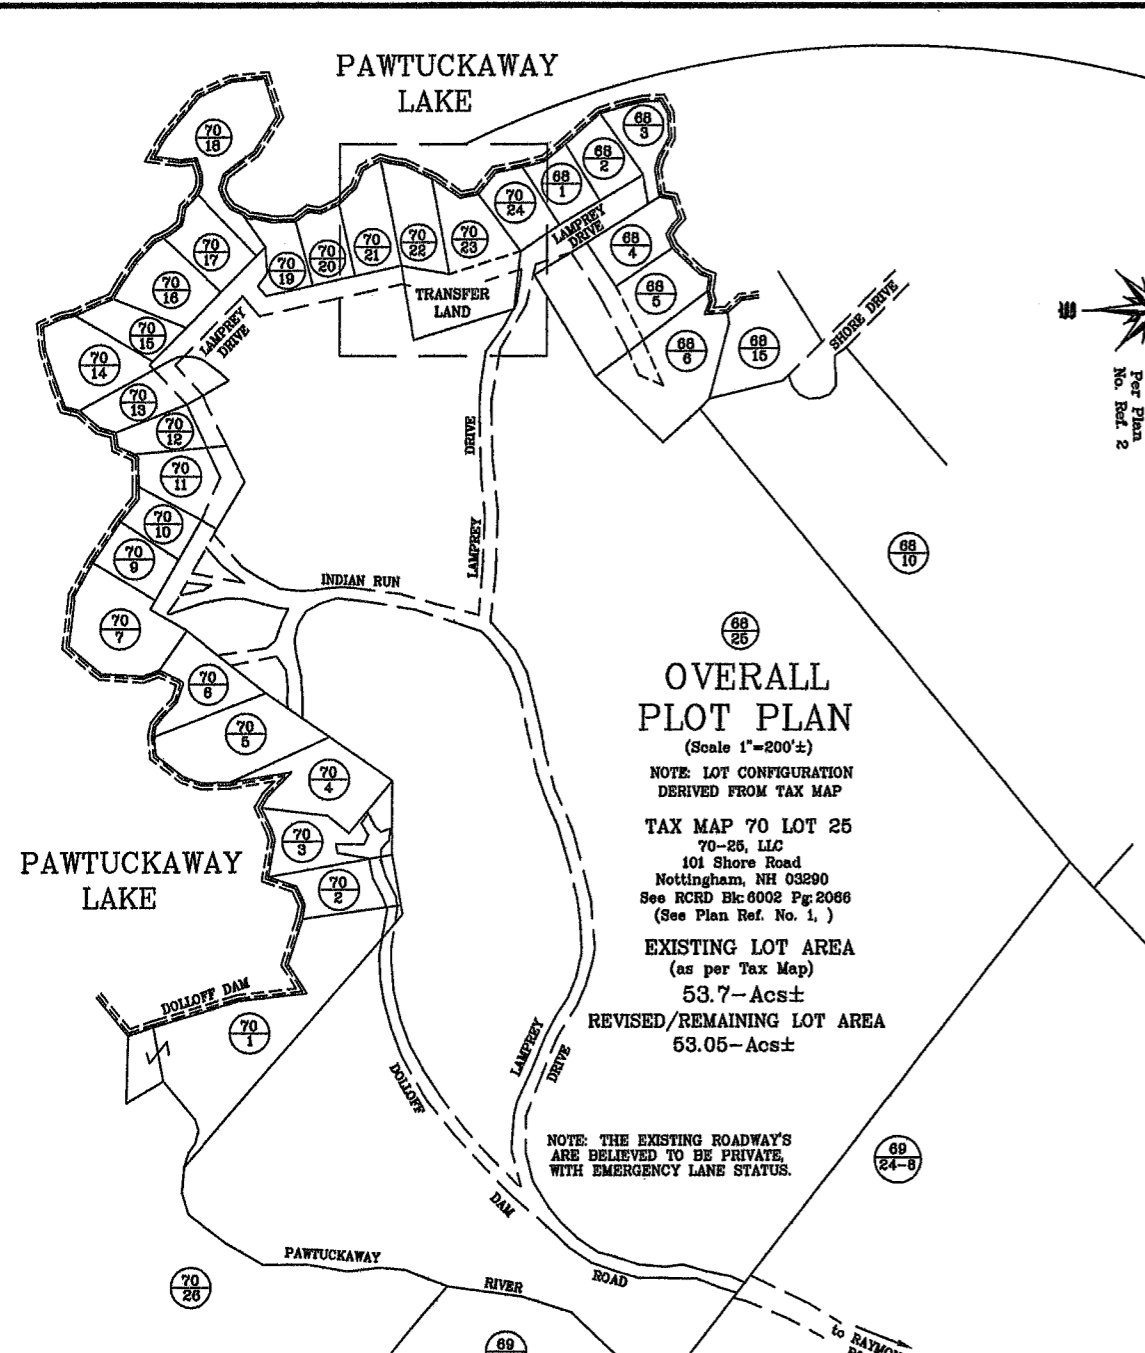 PAWTUCKAWAY
LAKE
70
18
68
3
68
2
68
1
70
24
70
17
70
19
70
20
70
21
70
22
70
23
LAMPREY
DRIVE
68
4
70
16
TRANSFER
LAND
68
5
70
15
LAMPREY
DRIVE
68
6
68
15
SHORE DRIVE
70
14
70
13
Per Plan
No. Ref. 2
70
12
DRIVE
70
11
70
10
LAMPREY
70
9
68
10
INDIAN RUN
70
7
68
25
70
6
OVERALL
PLOT PLAN
(Scale 1"=200'±)
70
5
NOTE: LOT CONFIGURATION
DERIVED FROM TAX MAP
70
4
TAX MAP 70 LOT 25
70-25, LLC
101 Shore Road
Nottingham, NH 03290
See RCRD Bk:6002 Pg:2066
(See Plan Ref. No. 1, )
70
3
PAWTUCKAWAY
LAKE
70
2
EXISTING LOT AREA
(as per Tax Map)
53.7-Acs±
REVISED/REMAINING LOT AREA
53.05-Acs±
DOLLOFF DAM
70
1
LAMPREY
DRIVE
DOLLOFF
NOTE: THE EXISTING ROADWAY'S
ARE BELIEVED TO BE PRIVATE,
WITH EMERGENCY LANE STATUS.
69
24-8
DAM
PAWTUCKAWAY
RIVER
ROAD
70
26
69
to RAYMON